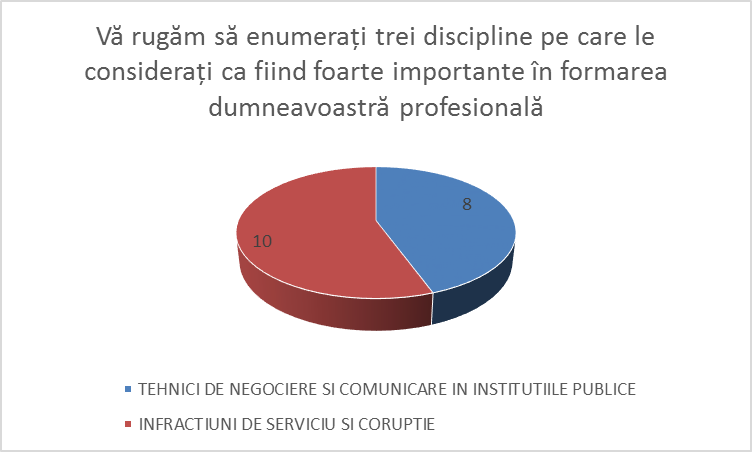 Vă rugăm să enumerați trei discipline pe care le
considerați ca fiind foarte importante în formarea
dumneavoastră profesională
8
10
TEHNICI DE NEGOCIERE SI COMUNICARE IN INSTITUTIILE PUBLICE
INFRACTIUNI DE SERVICIU SI CORUPTIE